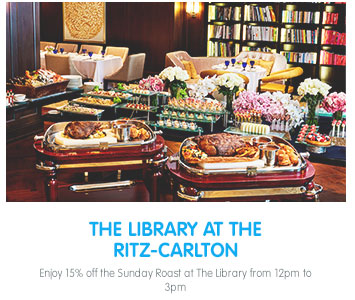 THE LIBRARY AT THE
RITZ-CARLTON
Enjoy 15% off the Sunday Roast at The Library from 12pm to
3pm